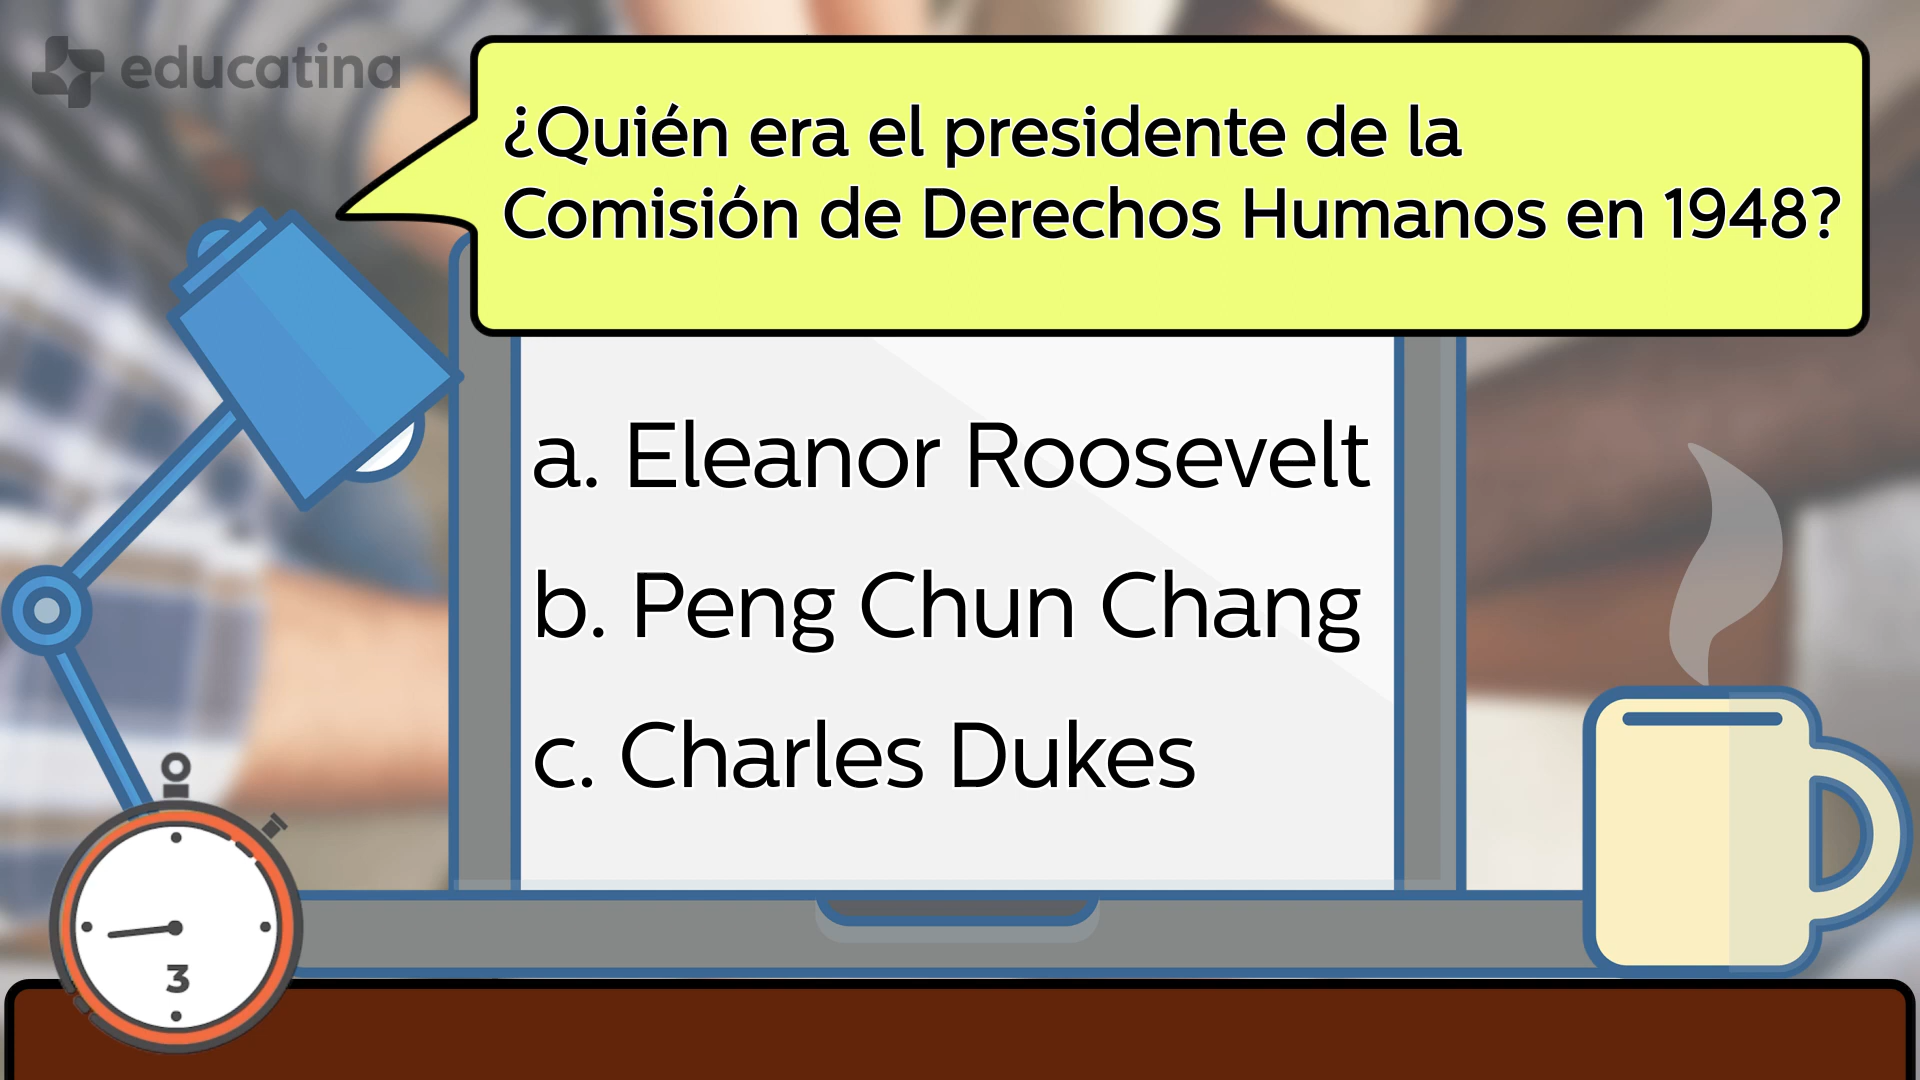 educatina
¿Quién era el presidente de la
Comisión de Derechos Humanos en 1948?
a. Eleanor Roosevelt
b. Peng Chun Chang
c. Charles Dukes
3